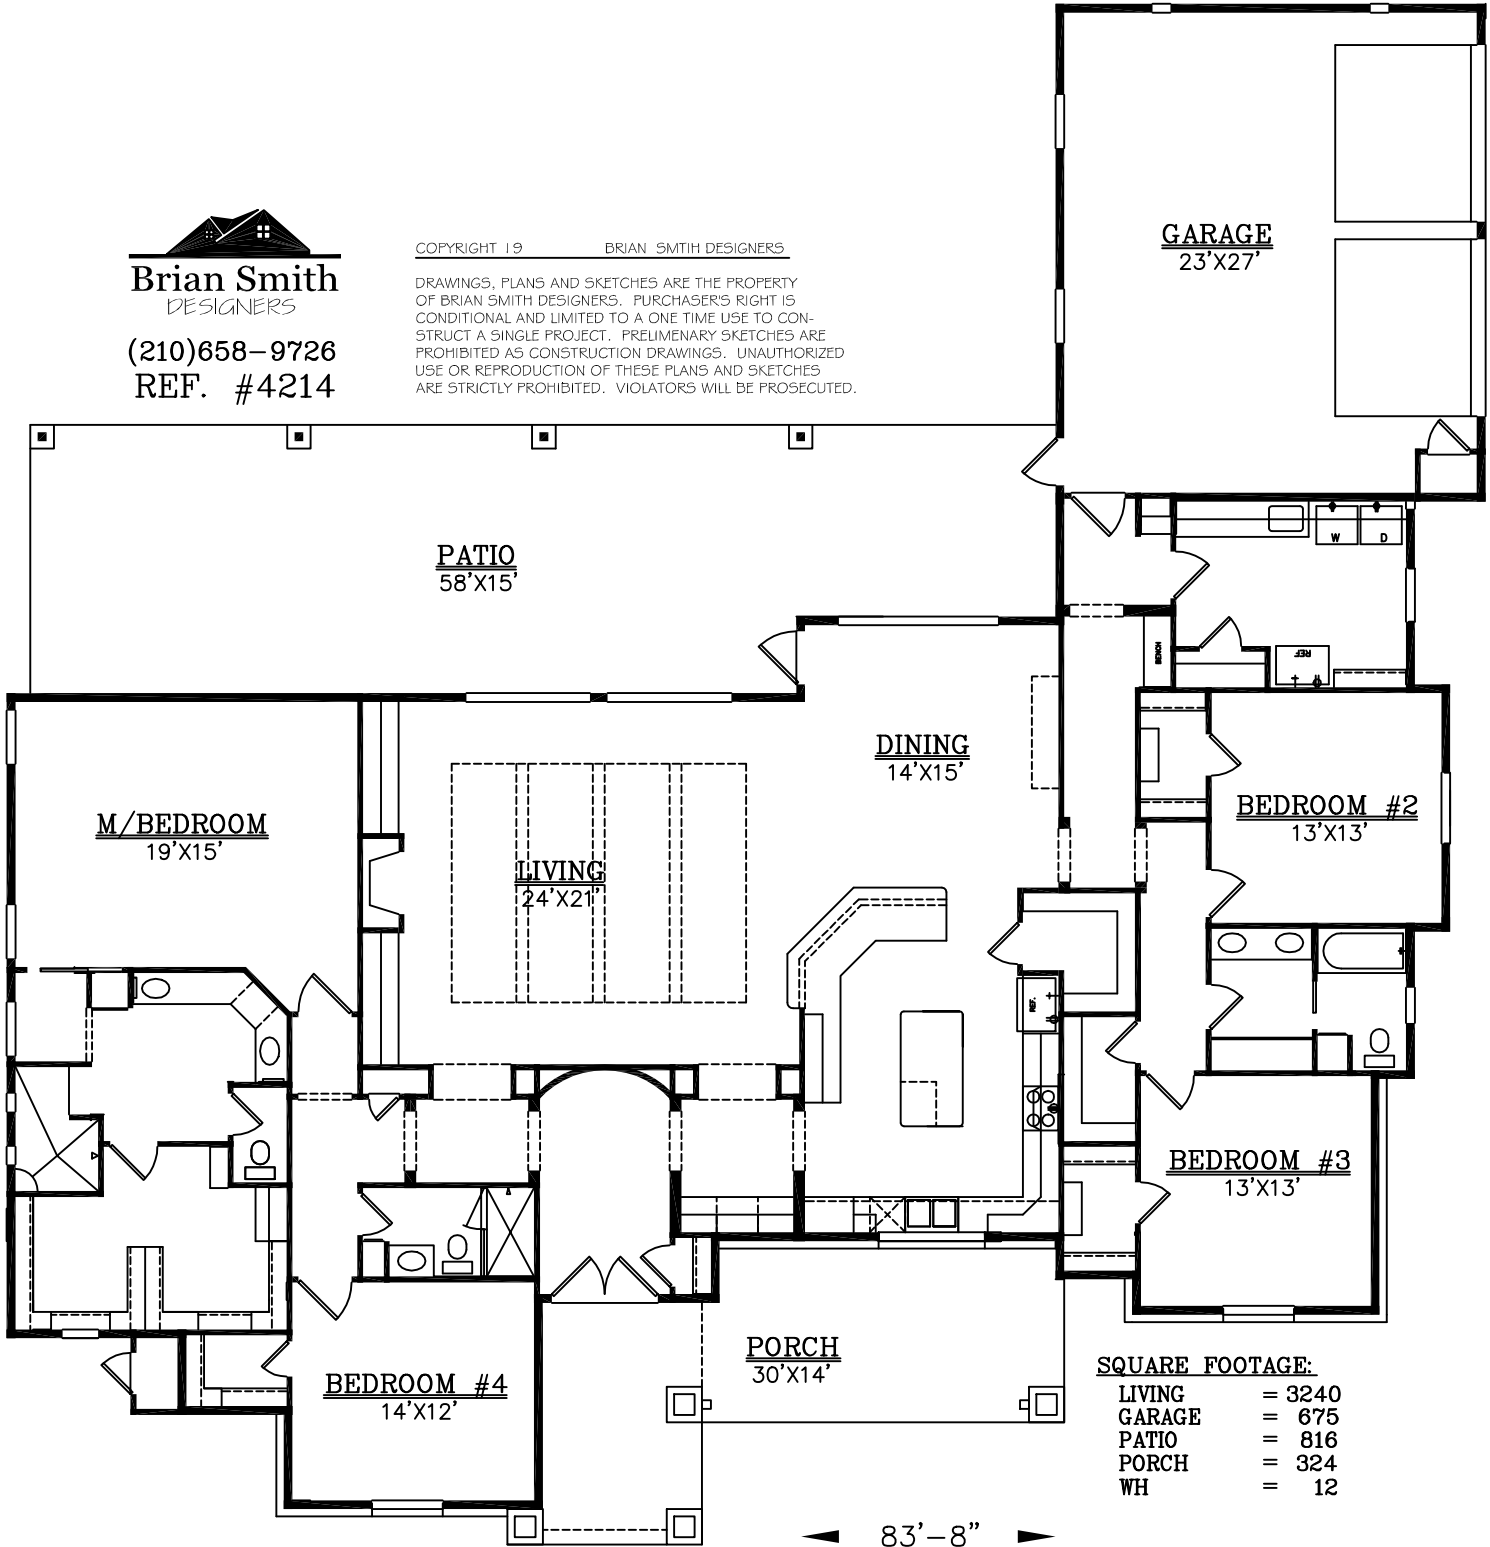 Brian Smith
DESIGNERS
(210)658-9726
REF. #4214
COPYRIGHT 19 BRIAN SMTIH DESIGNERS
DRAWINGS, PLANS AND SKETCHES ARE THE PROPERTY
OF BRIAN SMITH DESIGNERS. PURCHASER'S RIGHT IS
CONDITIONAL AND LIMITED TO A ONE TIME USE TO CON-
STRUCT A SINGLE PROJECT. PRELIMENARY SKETCHES ARE
PROHIBITED AS CONSTRUCTION DRAWINGS. UNAUTHORIZED
USE OR REPRODUCTION OF THESE PLANS AND SKETCHES
ARE STRICTLY PROHIBITED. VIOLATORS WILL BE PROSECUTED.
GARAGE
23'X27'
PATIO
58'X15'
W D
BENCH
REF
DINING
14'X15'
M/BEDROOM
19'X15'
BEDROOM #2
13'X13'
LIVING
24'X21'
REF.
BEDROOM #3
13'X13'
PORCH
30'X14'
BEDROOM #4
14'X12'
SQUARE FOOTAGE:
LIVING = 3240
GARAGE = 675
PATIO = 816
PORCH = 324
WH = 12
83'-8"